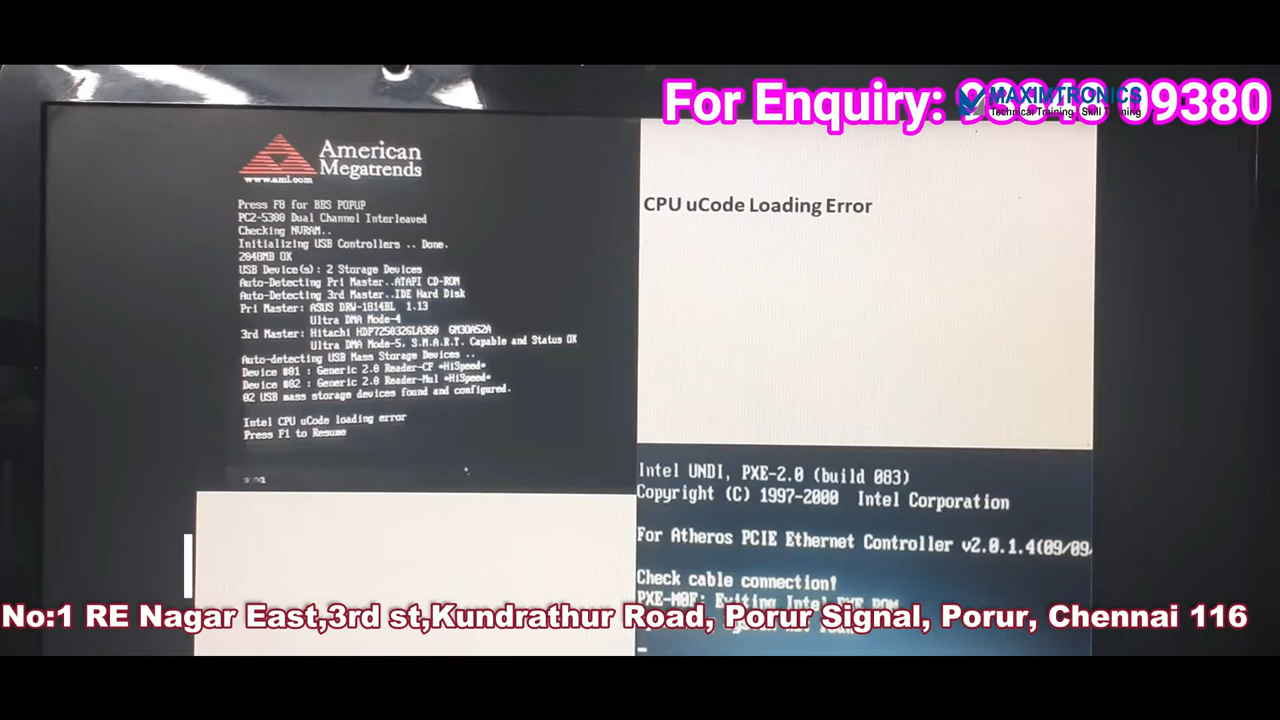 For Enquiry: 98848 09380
MAXIMTRONICS
Technical Training Skill Training
American
Megatrends
www.ami.com
Press F8 for BBS POPUP
PC2-5300 Dual Channel Interleaved
Checking NVRAM..
Initializing USB Controllers .. Done.
2048MB OK
USB Device(s): 2 Storage Devices
Auto-Detecting Pri Master..ATAPI CD-ROM
Auto-Detecting 3rd Master..IDE Hard Disk
Pri Master: ASUS DRW-1814BL 1.13
Ultra DMA Mode-4
3rd Master: Hitachi HDP725032GLA360 GM3OA52A
Ultra DMA Mode-5, S.M.A.R.T. Capable and Status OK
Auto-detecting USB Mass Storage Devices ..
Device #01 : Generic 2.0 Reader-CF *HiSpeed*
Device #02 : Generic 2.0 Reader-Mul *HiSpeed*
02 USB mass storage devices found and configured.
Intel CPU uCode loading error
Press F1 to Resume
CPU uCode Loading Error
Intel UNDI, PXE-2.0 (build 083)
Copyright (C) 1997-2000 Intel Corporation
For Atheros PCIE Ethernet Controller v2.0.1.4(09/09/
Check cable connection!
PXE-M0F: Exiting Intel PXE ROM.
No:1 RE Nagar East,3rd st,Kundrathur Road, Porur Signal, Porur, Chennai 116